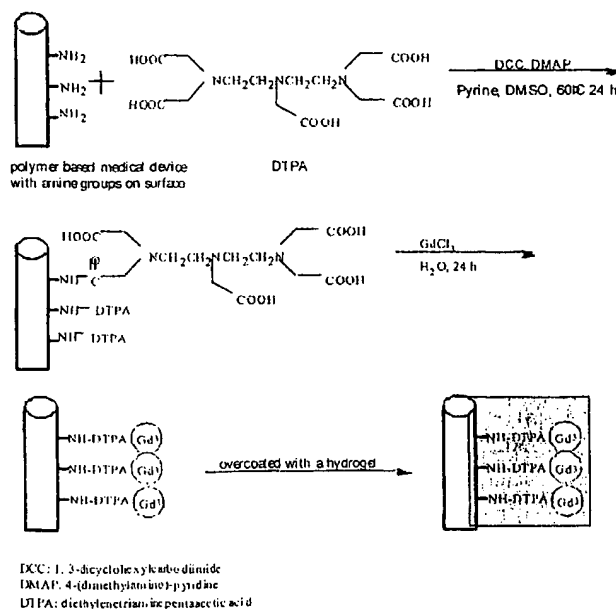 NH2
NH2
NH2
+
HOOC
HOOC
NCH2CH2NCH2CH2N
COOH
COOH
COOH
DCC, DMAP
Pyrine, DMSO, 60 C 24 h
polymer based medical device
with amine groups on surface
DTPA
HOOC
NH C
NCH2CH2NCH2CH2N
COOH
COOH
COOH
NH DTPA
NH DTPA
GdCl3
H2O, 24 h
NH-DTPA Gd
NH-DTPA Gd
NH-DTPA Gd
overcoated with a hydrogel
NH-DTPA Gd
NH-DTPA Gd
NH-DTPA Gd
DCC: 1, 3-dicyclohexylcarbodiimide
DMAP: 4-(dimethylamino)-pyridine
DTPA: diethylenetriaminepentaacetic acid